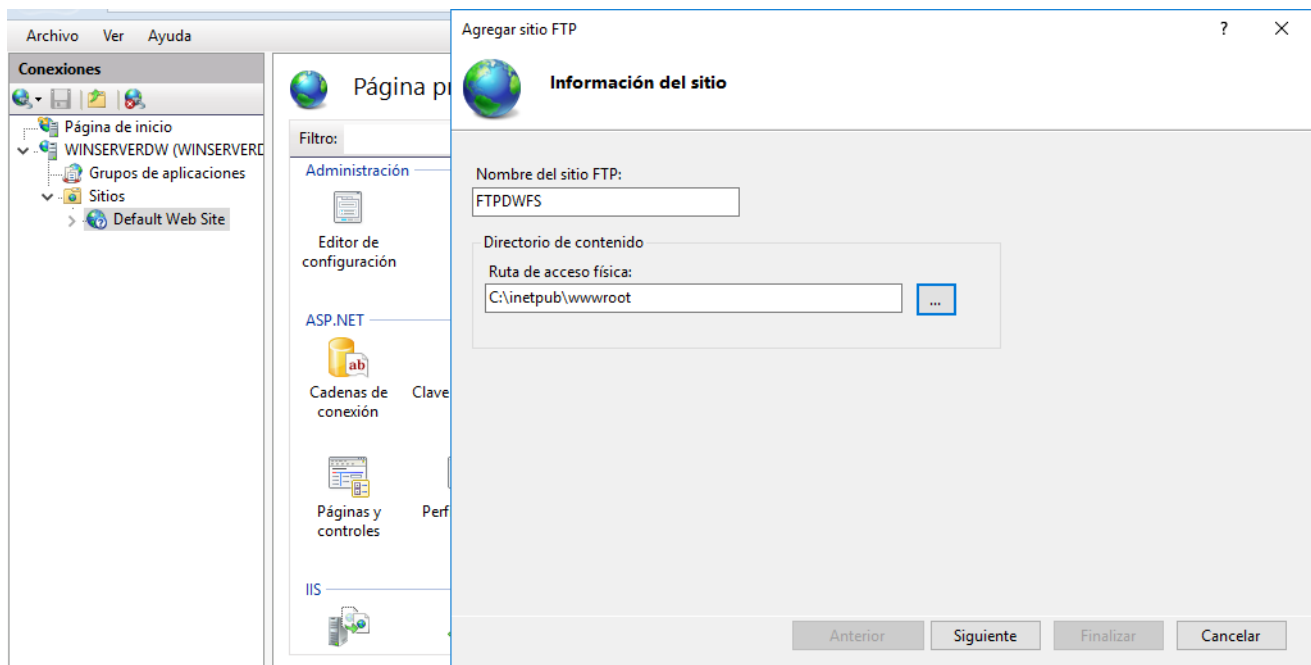 Archivo Ver Ayuda
Conexiones
Página de inicio
WINSERVERDW (WINSERVERD
Grupos de aplicaciones
Sitios
Default Web Site
Página pr
Filtro:
Administración
Editor de
configuración
ASP.NET
ab
Cadenas de
conexión
Clave
Páginas y
controles
Perf
IIS
Agregar sitio FTP
?
Información del sitio
Nombre del sitio FTP:
FTPDWFS
Directorio de contenido
Ruta de acceso física:
C:\inetpub\wwwroot
...
Anterior Siguiente Finalizar Cancelar